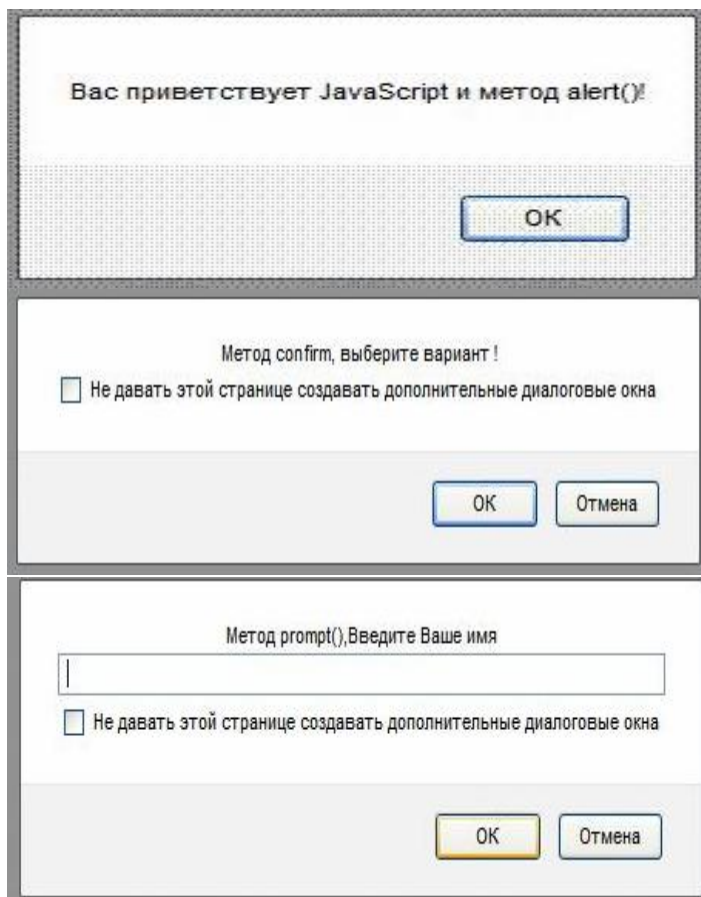 Вас приветствует JavaScript и метод alert()!
OK
Метод confirm, выберите вариант !
Не давать этой странице создавать дополнительные диалоговые окна
OK Отмена
Метод prompt(),Введите Ваше имя
Не давать этой странице создавать дополнительные диалоговые окна
OK Отмена